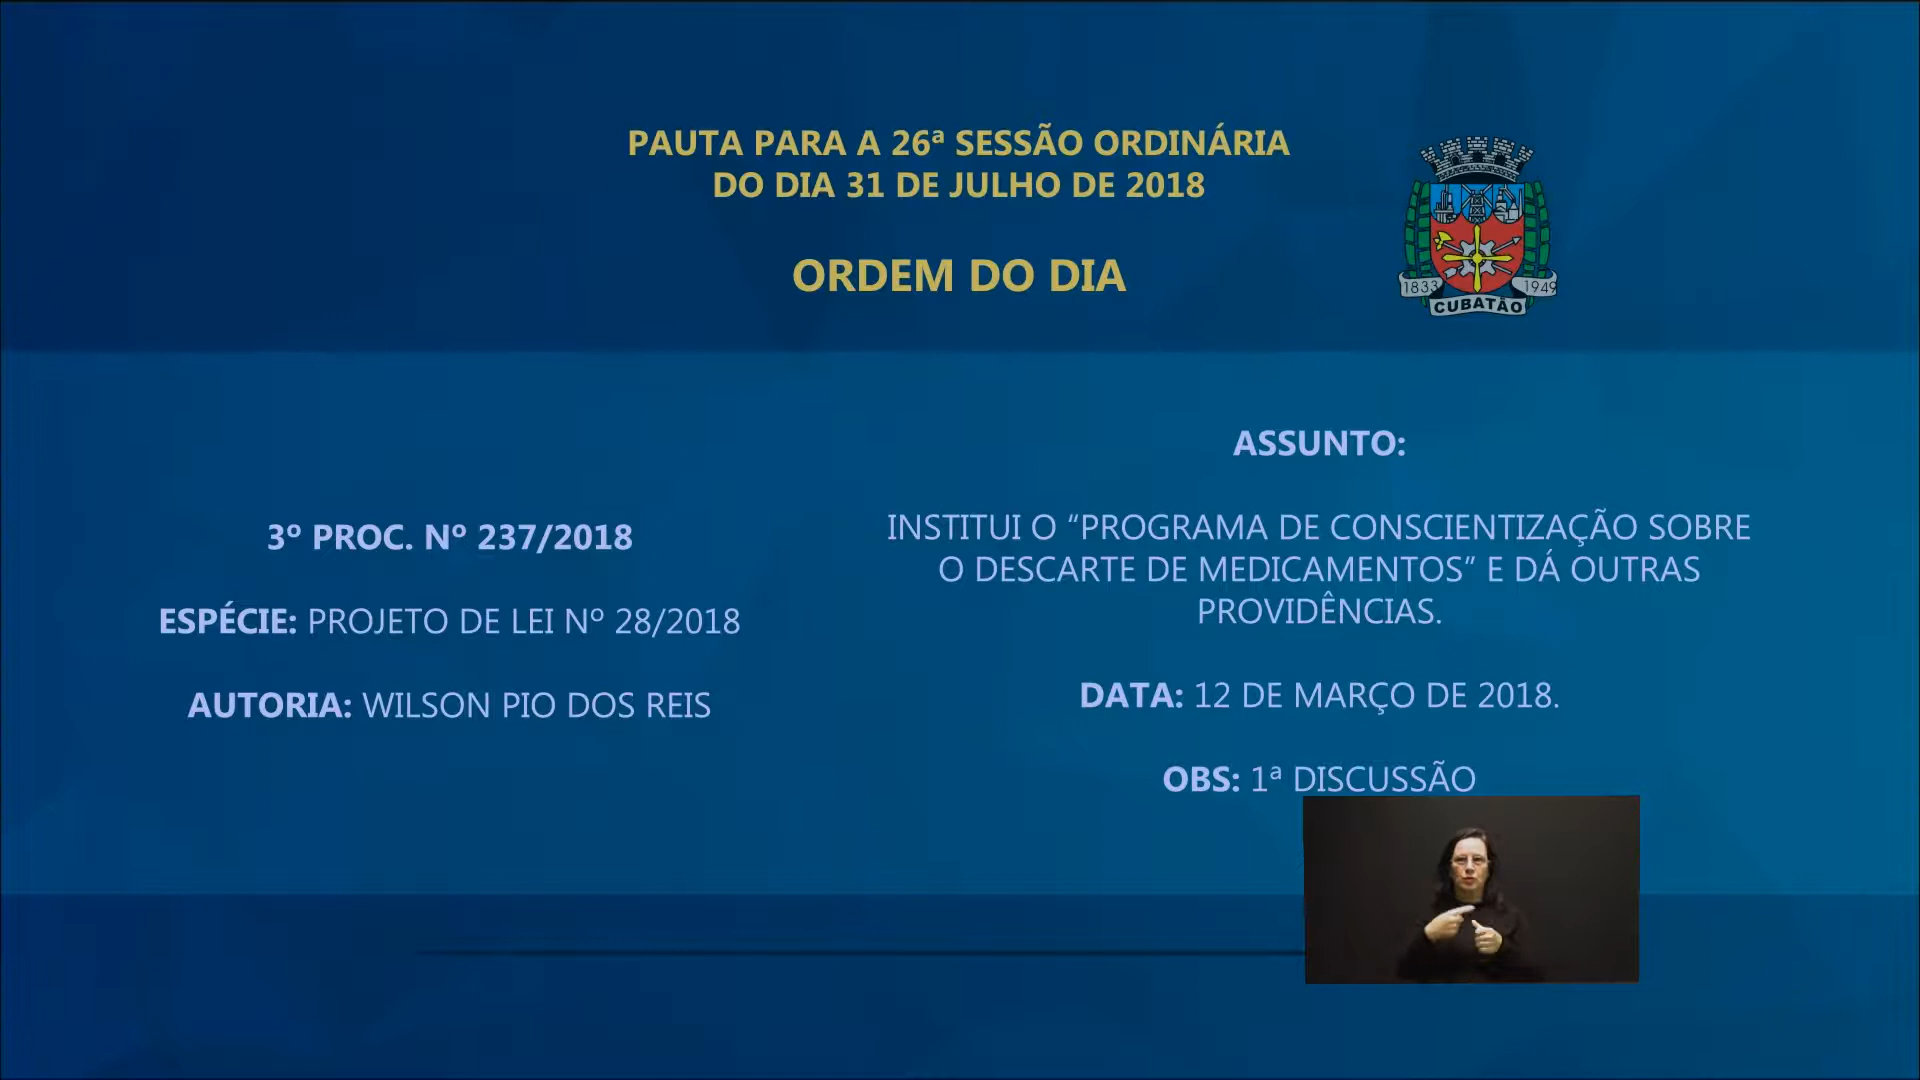 PAUTA PARA A 26ª SESSÃO ORDINÁRIA
DO DIA 31 DE JULHO DE 2018
ORDEM DO DIA
1833
1949
CUBATÃO
3º PROC. Nº 237/2018
ESPÉCIE: PROJETO DE LEI Nº 28/2018
AUTORIA: WILSON PIO DOS REIS
ASSUNTO:
INSTITUI O “PROGRAMA DE CONSCIENTIZAÇÃO SOBRE
O DESCARTE DE MEDICAMENTOS” E DÁ OUTRAS
PROVIDÊNCIAS.
DATA: 12 DE MARÇO DE 2018.
OBS: 1ª DISCUSSÃO